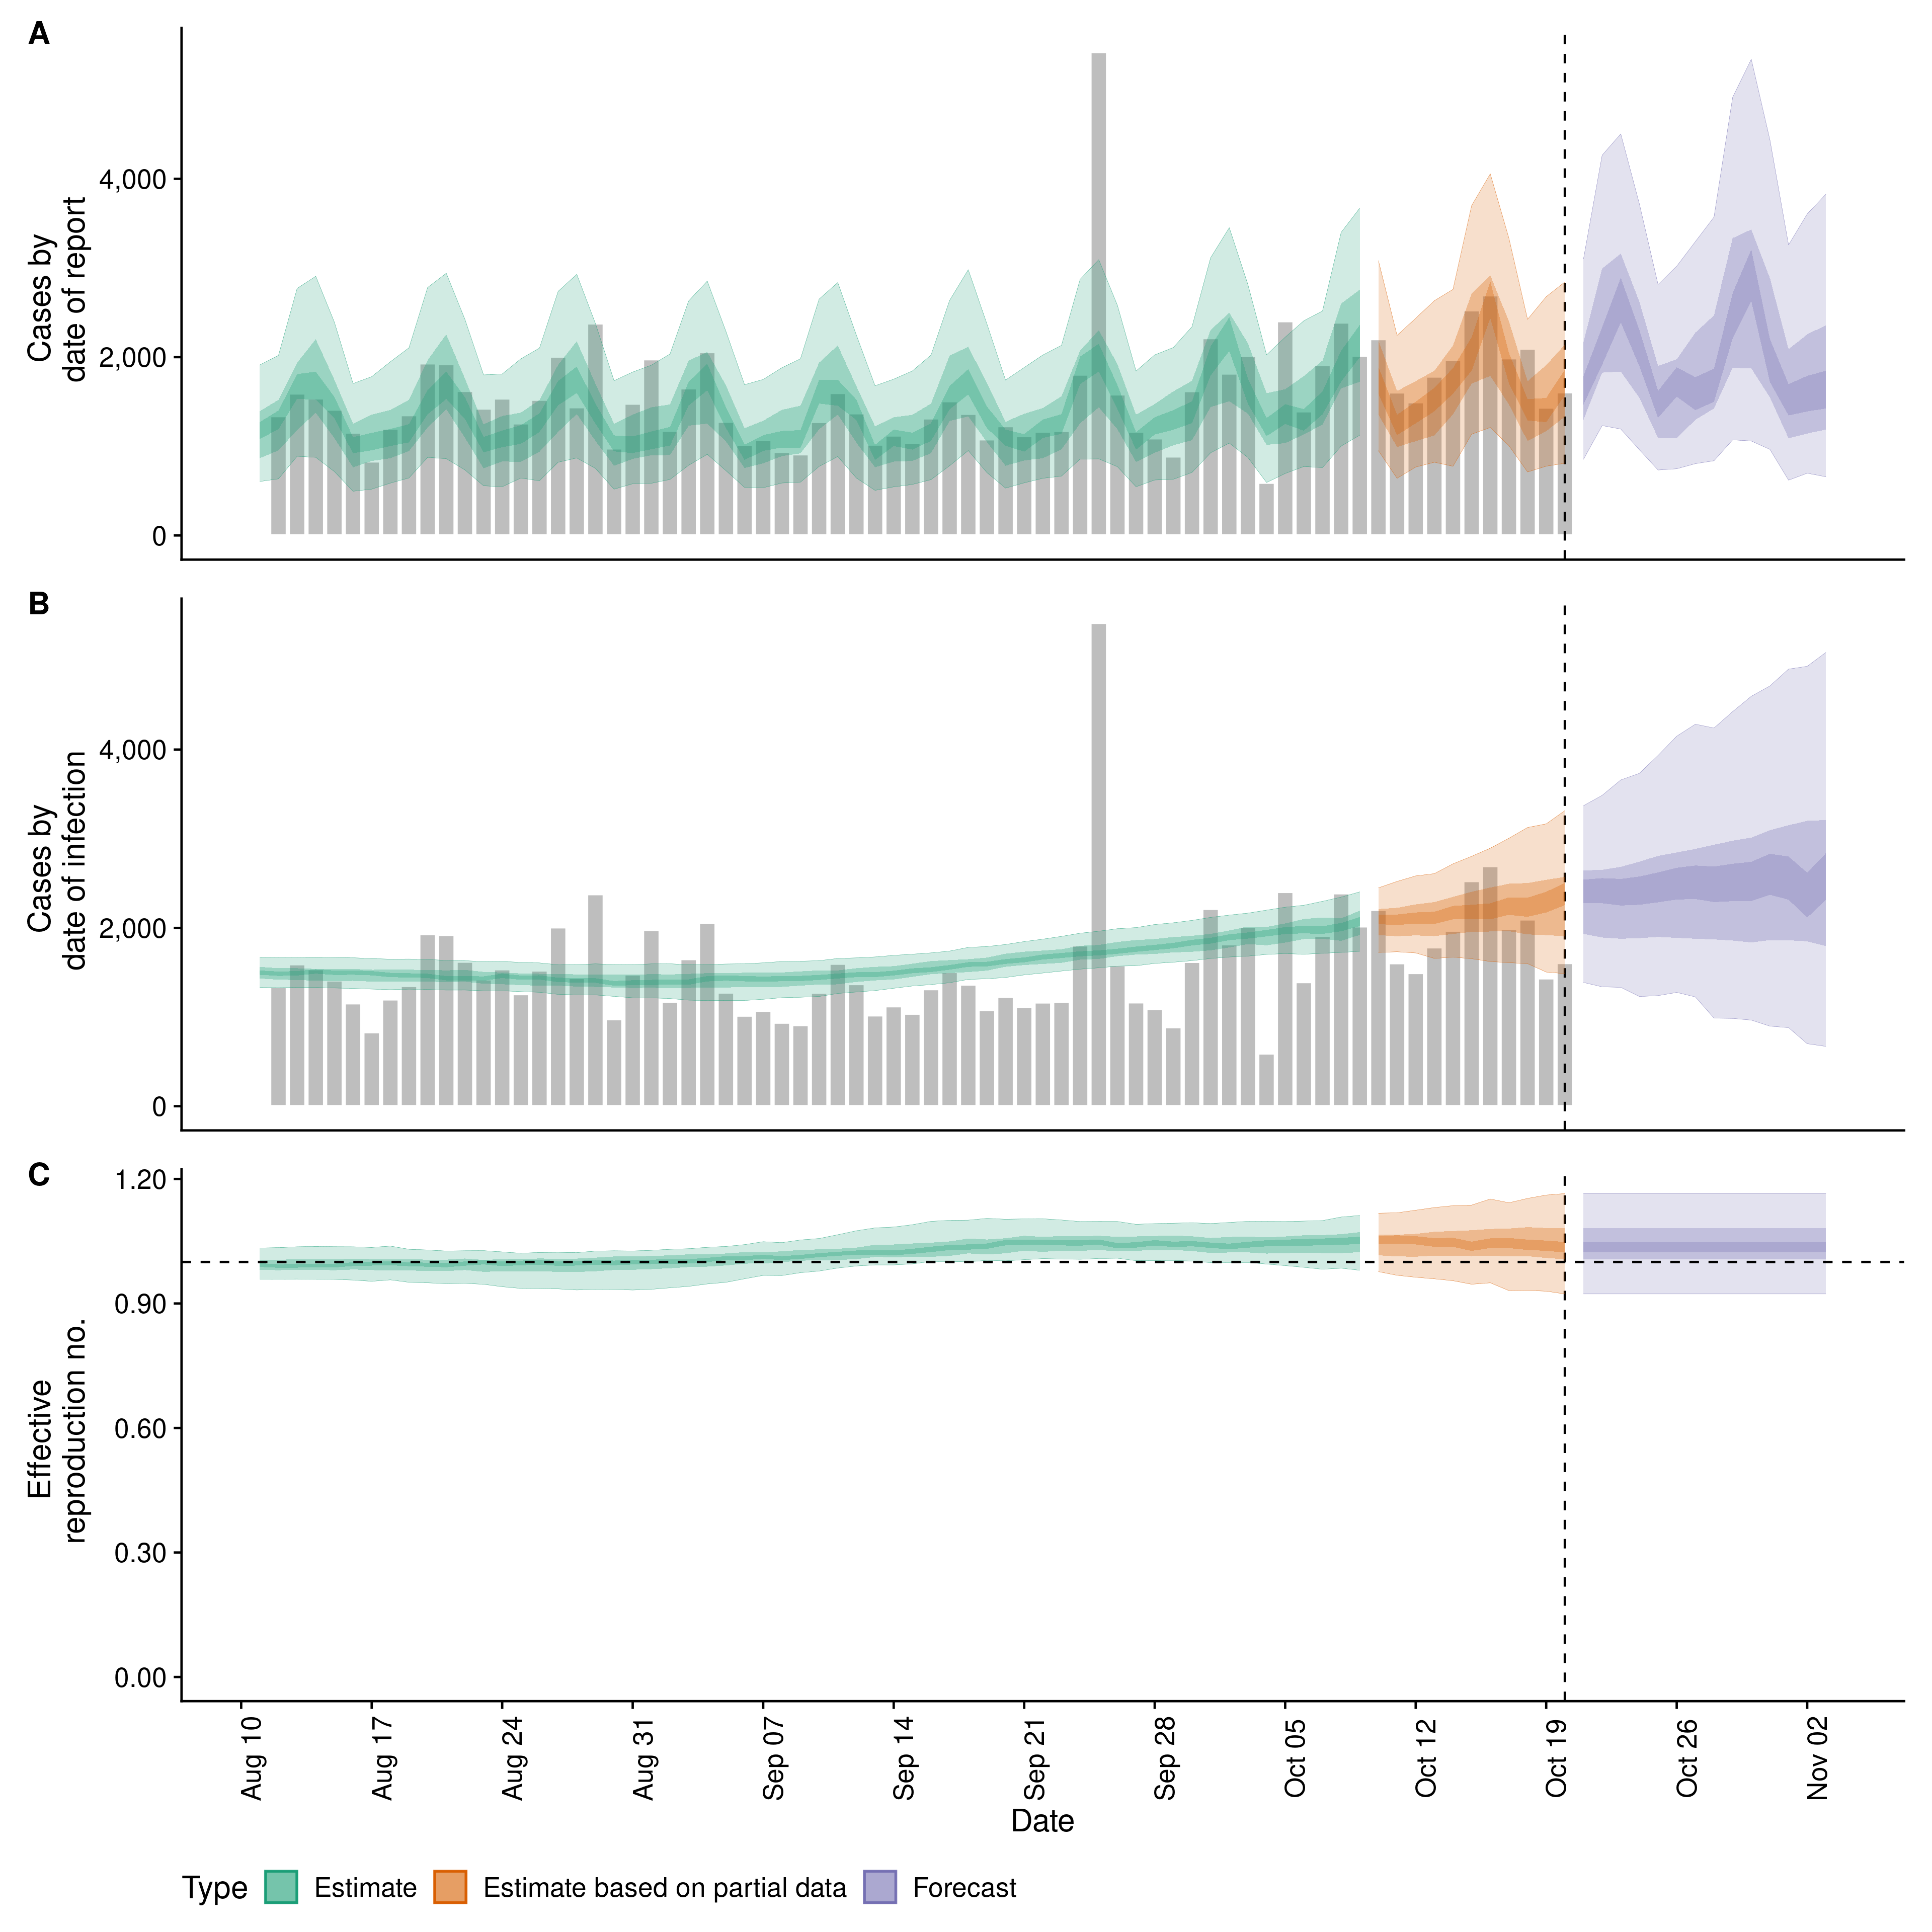 A
Cases by
date of report
4,000
2,000
0
B
Cases by
date of infection
4,000
2,000
0
C
Effective
reproduction no.
1.20
0.90
0.60
0.30
0.00
Aug 10
Aug 17
Aug 24
Aug 31
Sep 07
Sep 14
Sep 21
Sep 28
Oct 05
Oct 12
Oct 19
Oct 26
Nov 02
Date
Type Estimate Estimate based on partial data Forecast